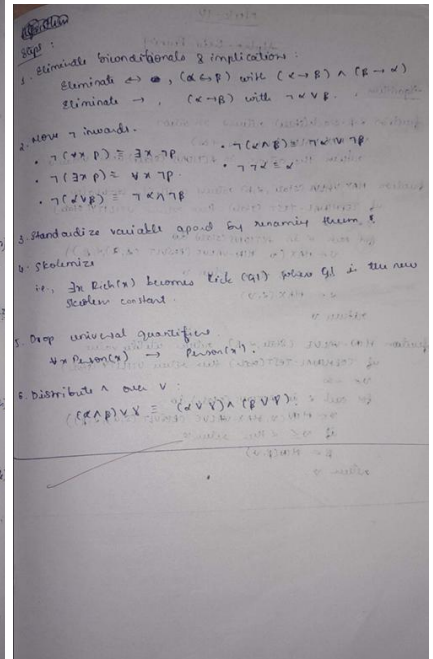 Steps :
1. Eliminate biconditionals & implications :
Eliminate ↔ , (α↔β) with (α→β) ∧ (β→α)
Eliminate → , (α→β) with ¬α∨β.
2. Move ¬ inwards.
• ¬(∀x p) ≡ ∃x ¬p • ¬(α∧β) ≡ ¬α∨¬β
• ¬(∃x p) ≡ ∀x ¬p • ¬¬α ≡ α
• ¬(α∨β) ≡ ¬α∧¬β
3. Standardize variable apart by renaming them
4. Skolemize
i.e., ∃x Rich(x) becomes Rich (G1) where G1 is the new
skolem constant.
5. Drop universal quantifiers
∀x Person(x) → Person(x).
6. Distribute ∧ over ∨ :
(α∧β)∨γ ≡ (α∨γ)∧(β∨γ).